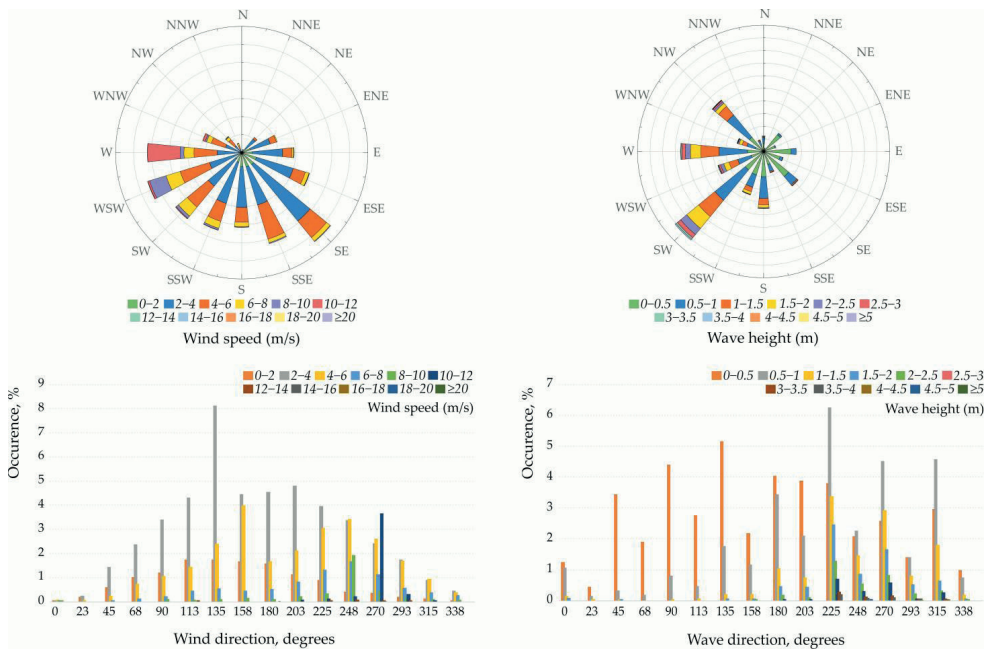 N
NNE
NE
ENE
E
ESE
SE
SSE
S
SSW
SW
WSW
W
WNW
NW
NNW
0–2 2–4 4–6 6–8 8–10 10–12
12–14 14–16 16–18 18–20 ≥20
Wind speed (m/s)
N
NNE
NE
ENE
E
ESE
SE
SSE
S
SSW
SW
WSW
W
WNW
NW
NNW
0–0.5 0.5–1 1–1.5 1.5–2 2–2.5 2.5–3
3–3.5 3.5–4 4–4.5 4.5–5 ≥5
Wave height (m)
Occurence, %
9
8
7
6
5
4
3
2
1
0
0–2 2–4 4–6 6–8 8–10 10–12
12–14 14–16 16–18 18–20 ≥20
Wind speed (m/s)
0 23 45 68 90 113 135 158 180 203 225 248 270 293 315 338
Wind direction, degrees
Occurence, %
7
6
5
4
3
2
1
0
0–0.5 0.5–1 1–1.5 1.5–2 2–2.5 2.5–3
3–3.5 3.5–4 4–4.5 4.5–5 ≥5
Wave height (m)
0 23 45 68 90 113 135 158 180 203 225 248 270 293 315 338
Wave direction, degrees